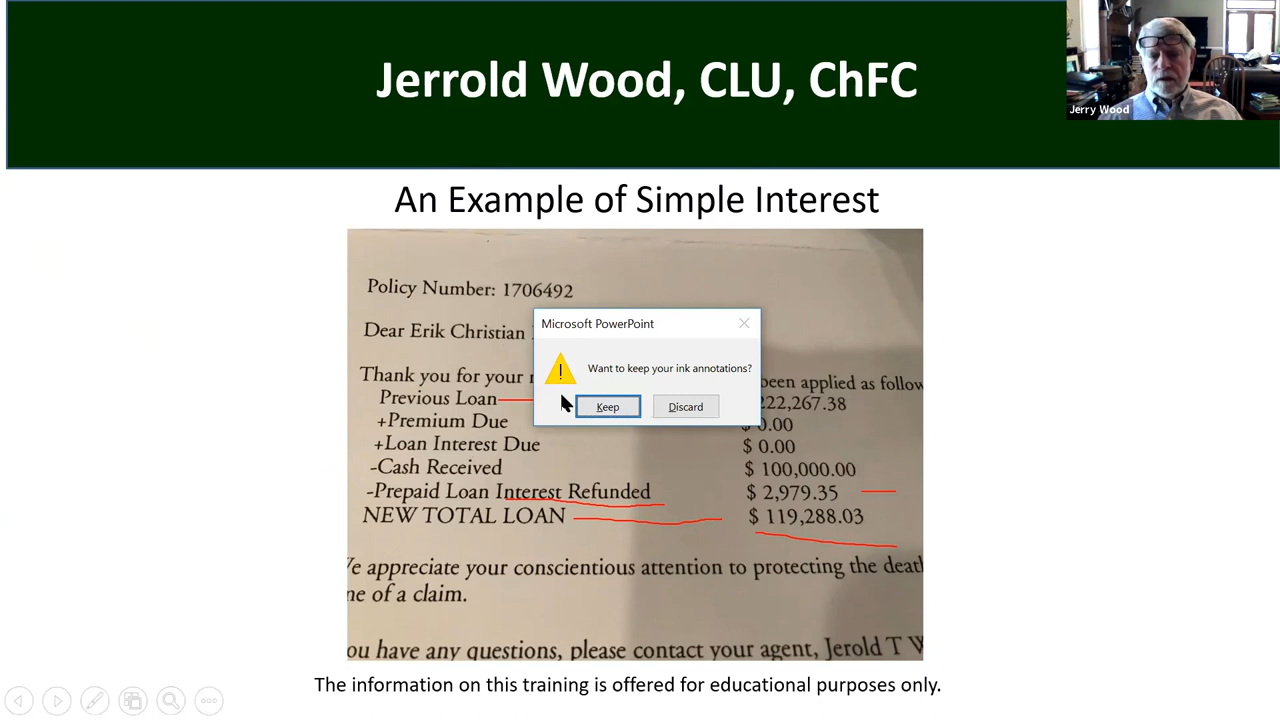 Jerrold Wood, CLU, ChFC
Jerry Wood
An Example of Simple Interest
Policy Number: 1706492
Dear Erik Christian
Thank you for your
been applied as follow
Previous Loan
222,267.38
+Premium Due
$ 0.00
+Loan Interest Due
$ 0.00
-Cash Received
$ 100,000.00
-Prepaid Loan Interest Refunded
$ 2,979.35
NEW TOTAL LOAN
$ 119,288.03
Microsoft PowerPoint
Want to keep your ink annotations?
Keep
Discard
e appreciate your conscientious attention to protecting the death
me of a claim.
ou have any questions, please contact your agent, Jerold T W
The information on this training is offered for educational purposes only.